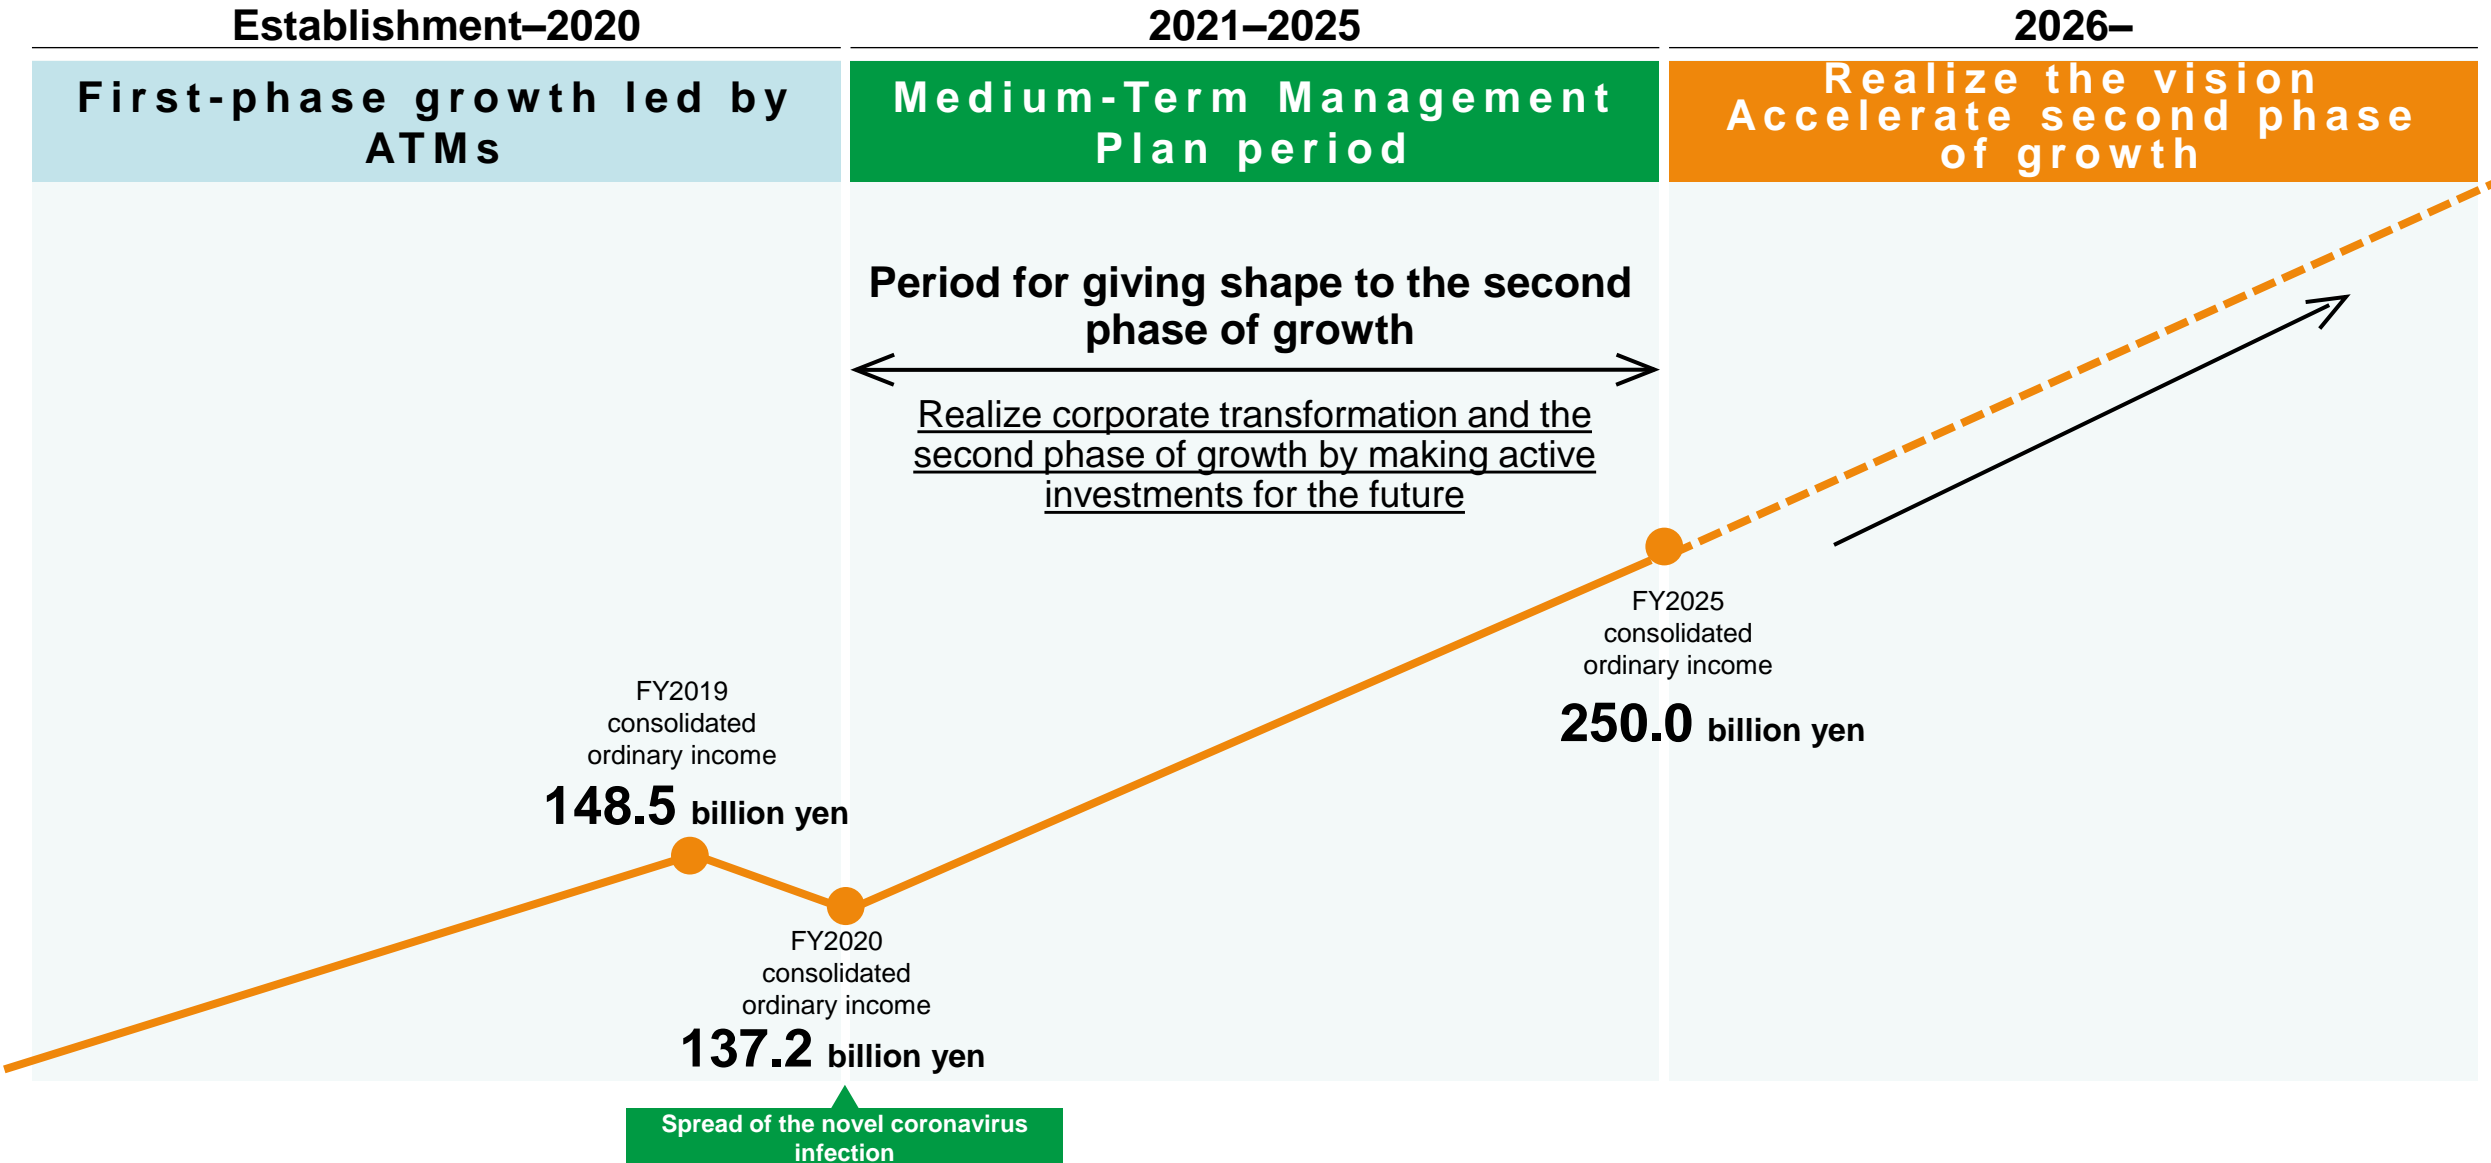 Establishment–2020
2021–2025
2026–
First-phase growth led by
ATMs
Medium-Term Management
Plan period
Realize the vision
Accelerate second phase
of growth
Period for giving shape to the second
phase of growth
Realize corporate transformation and the
second phase of growth by making active
investments for the future
FY2025
consolidated
ordinary income
250.0 billion yen
FY2019
consolidated
ordinary income
148.5 billion yen
FY2020
consolidated
ordinary income
137.2 billion yen
Spread of the novel coronavirus
infection